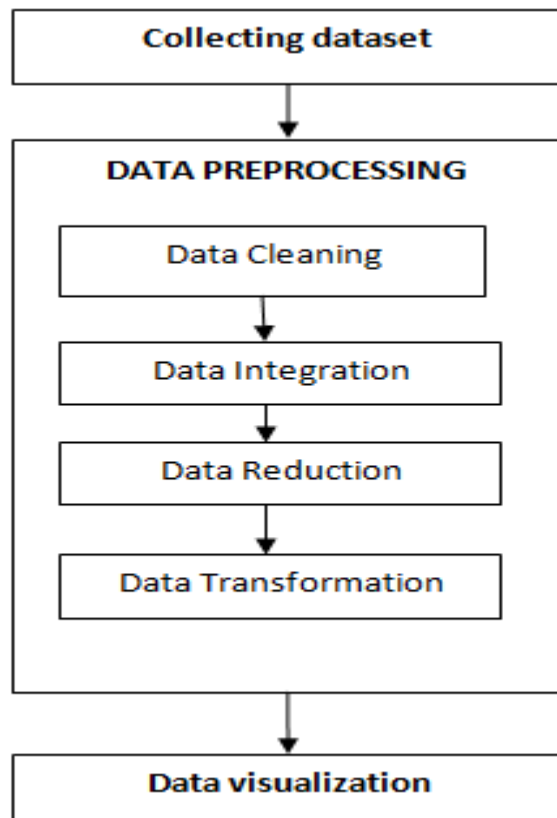 Collecting dataset
DATA PREPROCESSING
Data Cleaning
Data Integration
Data Reduction
Data Transformation
Data visualization